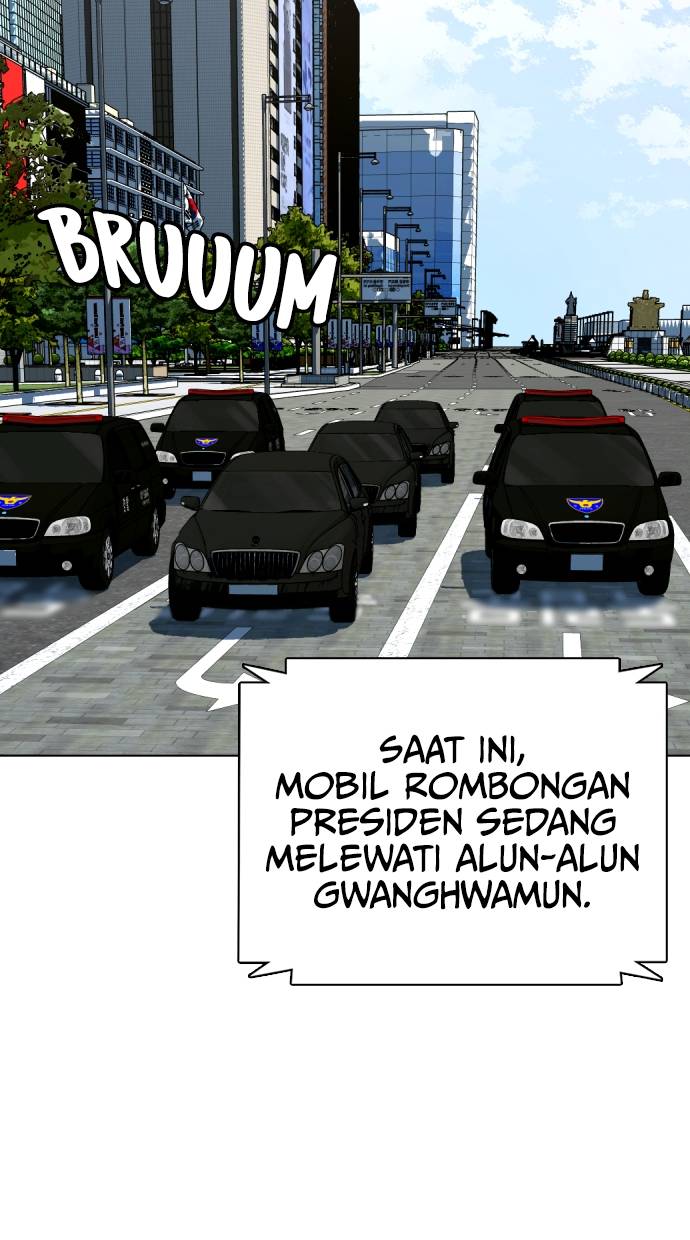 BRUUUM
SAAT INI,
MOBIL ROMBONGAN
PRESIDEN SEDANG
MELEWATI ALUN-ALUN
GWANGHWAMUN.